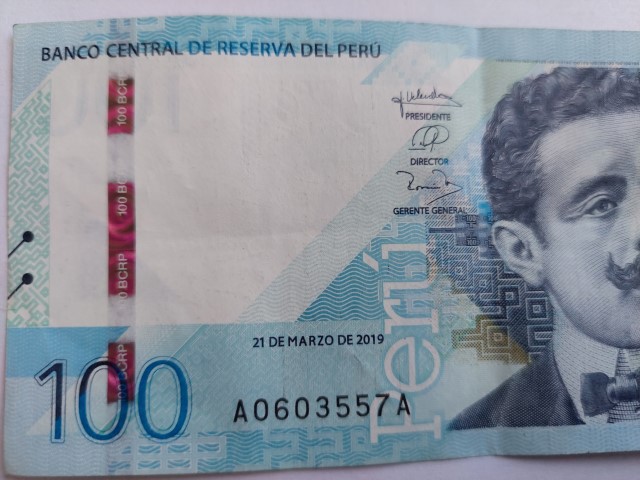 BANCO CENTRAL DE RESERVA DEL PERÚ
100 BCRP 100 BCRP 100 BCRP 100 BCRP
100
PRESIDENTE
DIRECTOR
GERENTE GENERAL
21 DE MARZO DE 2019
A0603557A
Perú